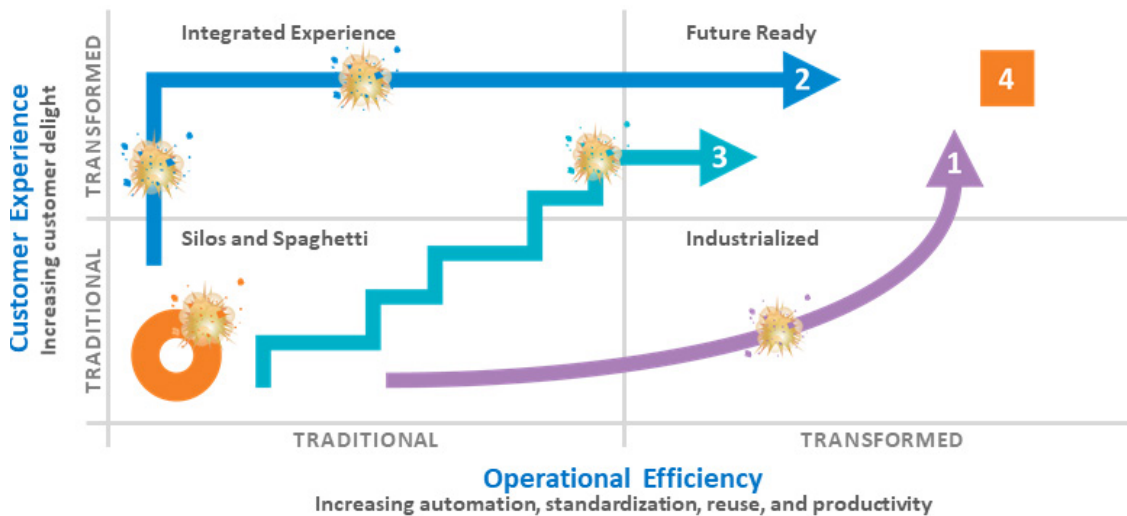 Customer Experience
Increasing customer delight
TRANSFORMED
TRADITIONAL
Integrated Experience
Future Ready
2
4
3
1
Silos and Spaghetti
Industrialized
TRADITIONAL
TRANSFORMED
Operational Efficiency
Increasing automation, standardization, reuse, and productivity